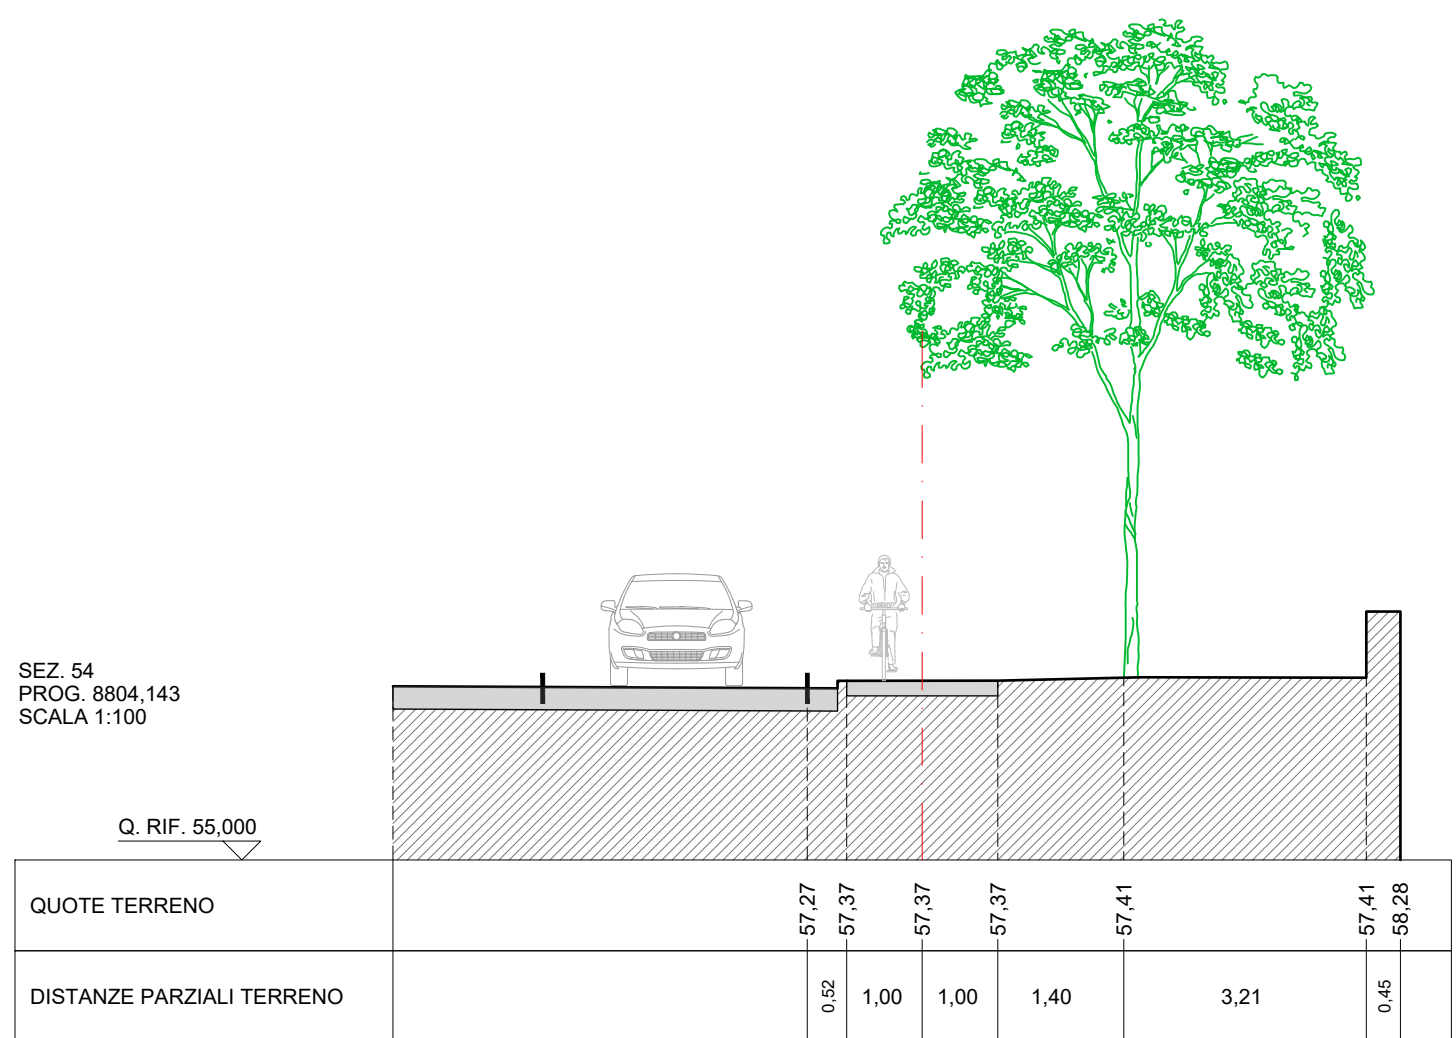 SEZ. 54
PROG. 8804,143
SCALA 1:100
Q. RIF. 55,000
QUOTE TERRENO 57,27 57,37 57,37 57,37 57,41 57,41 58,28
DISTANZE PARZIALI TERRENO 0,52 1,00 1,00 1,40 3,21 0,45